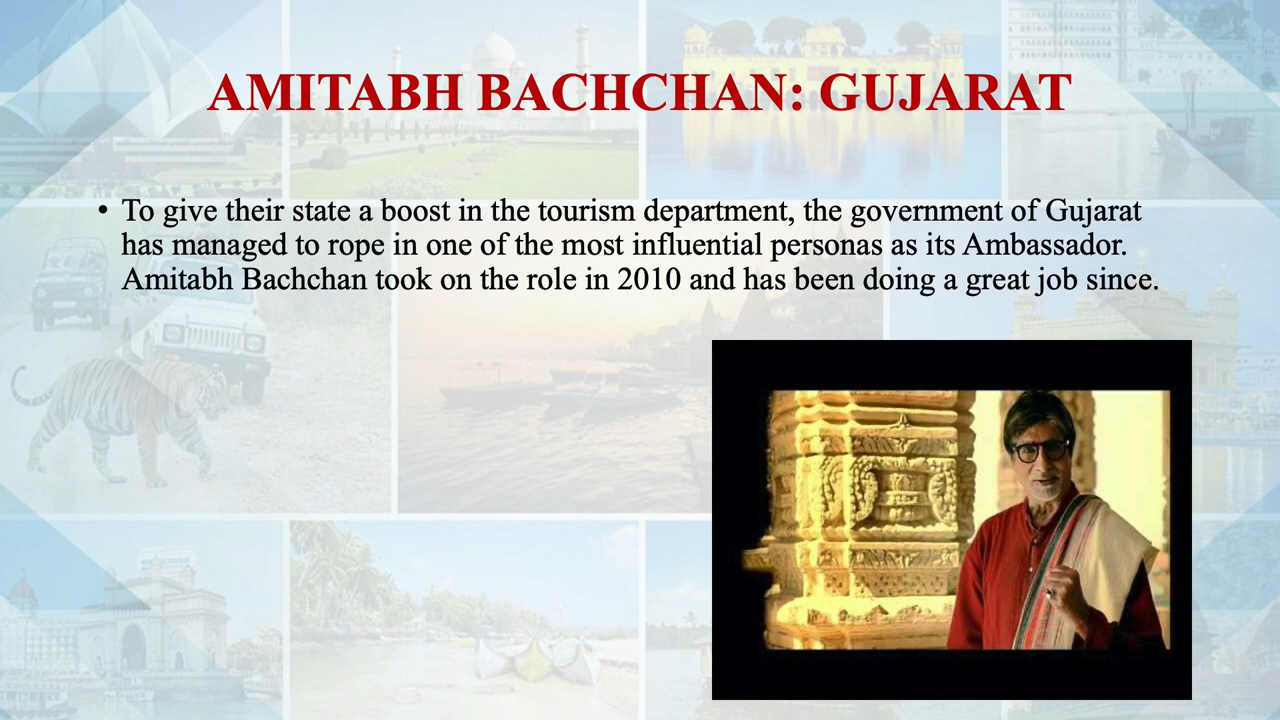 AMITABH BACHCHAN: GUJARAT
• To give their state a boost in the tourism department, the government of Gujarat
has managed to rope in one of the most influential personas as its Ambassador.
Amitabh Bachchan took on the role in 2010 and has been doing a great job since.